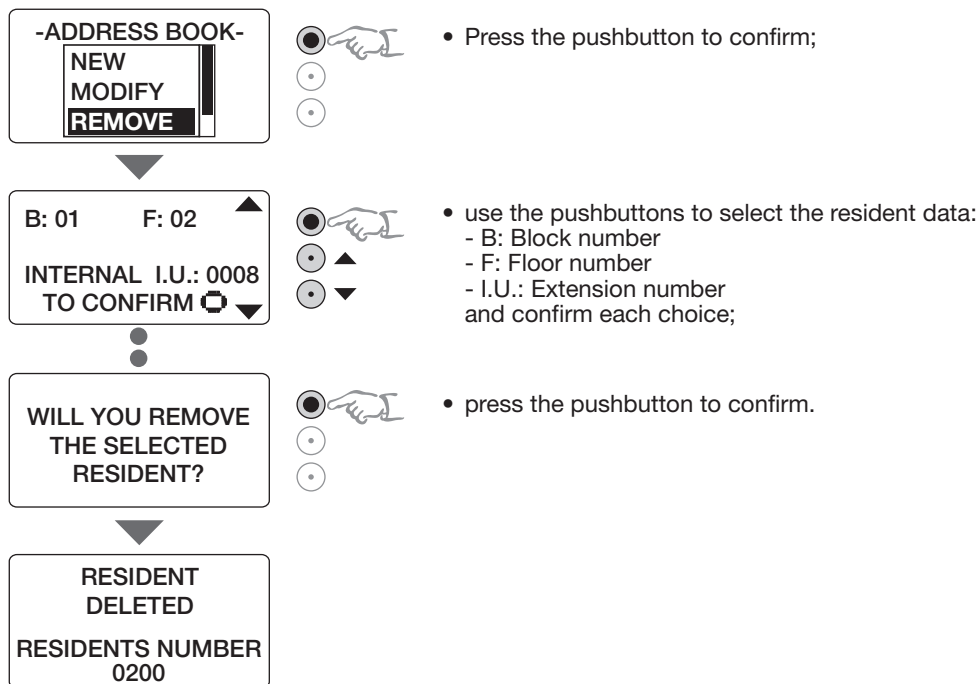 -ADDRESS BOOK-
NEW
MODIFY
REMOVE
• Press the pushbutton to confirm;
B: 01 F: 02
INTERNAL I.U.: 0008
TO CONFIRM
• use the pushbuttons to select the resident data:
- B: Block number
- F: Floor number
- I.U.: Extension number
and confirm each choice;
WILL YOU REMOVE
THE SELECTED
RESIDENT?
• press the pushbutton to confirm.
RESIDENT
DELETED
RESIDENTS NUMBER
0200